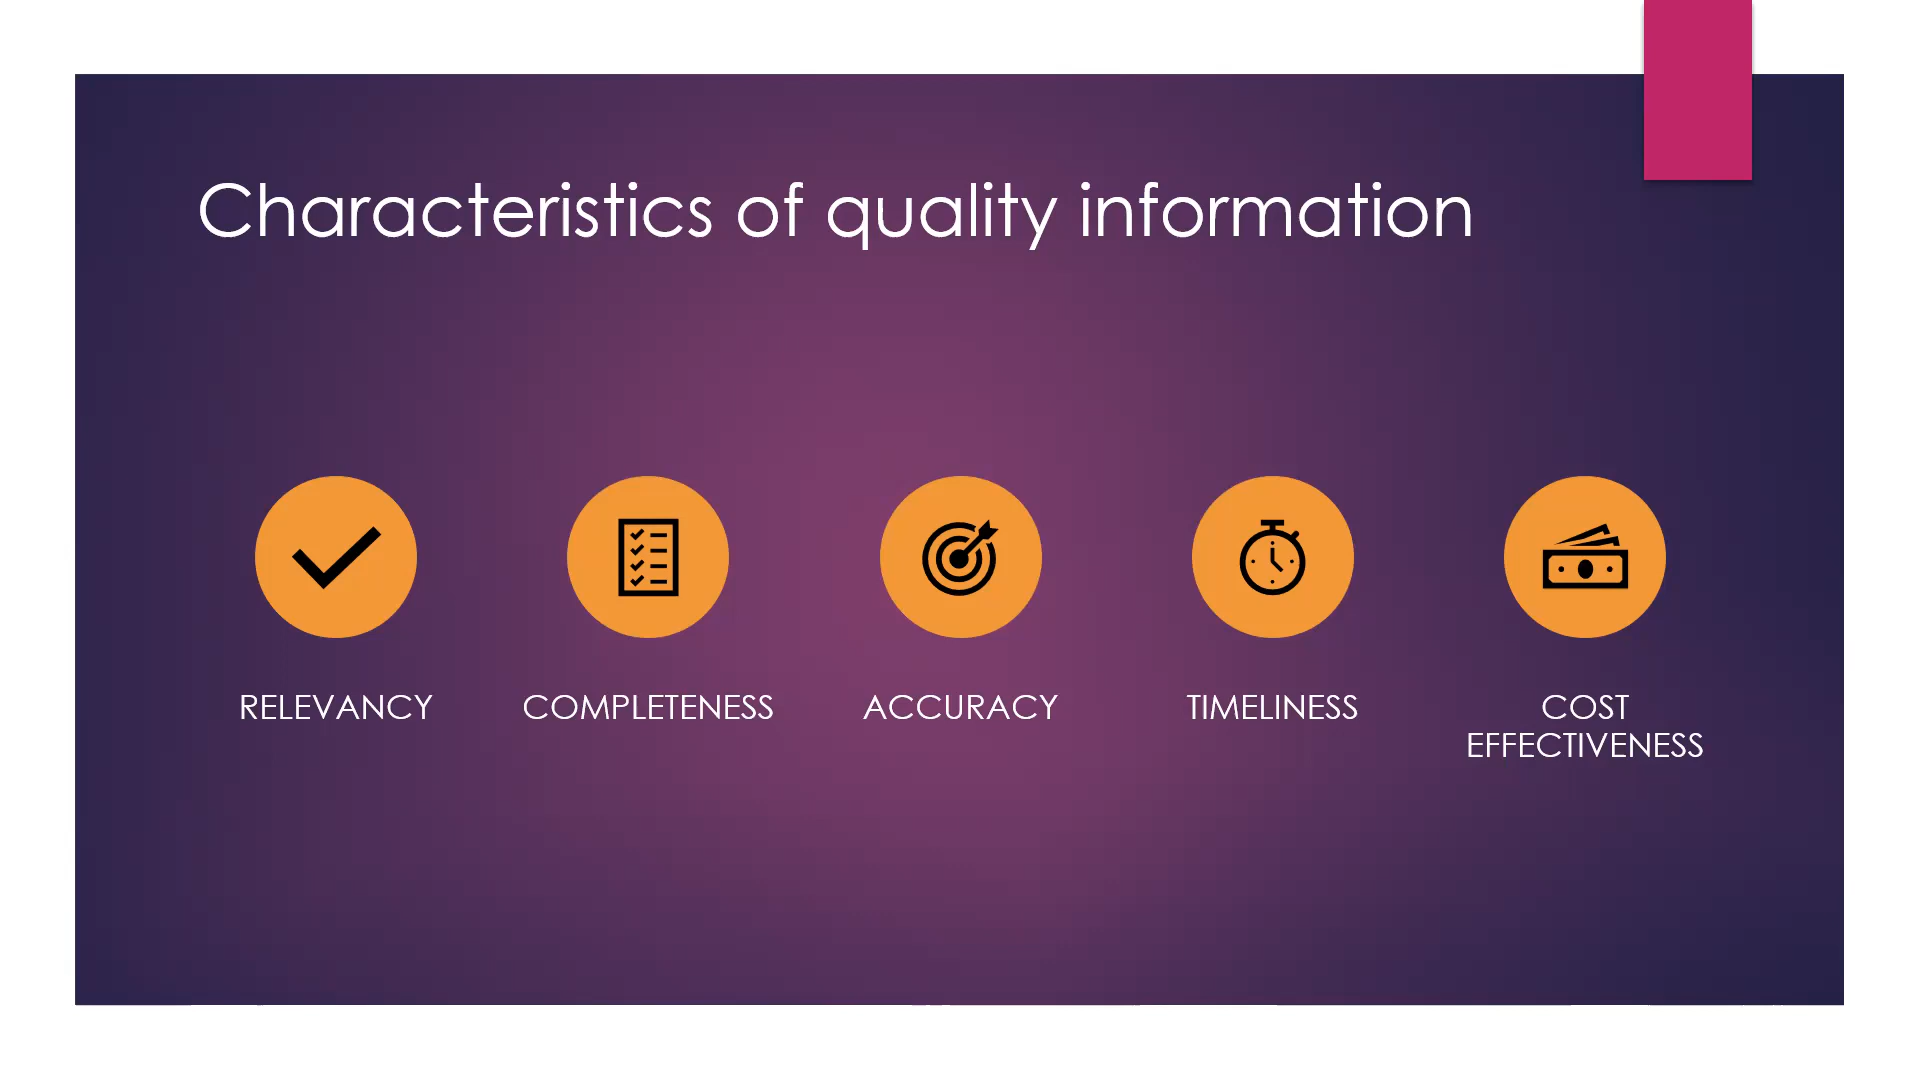 Characteristics of quality information
RELEVANCY
COMPLETENESS
ACCURACY
TIMELINESS
COST
EFFECTIVENESS